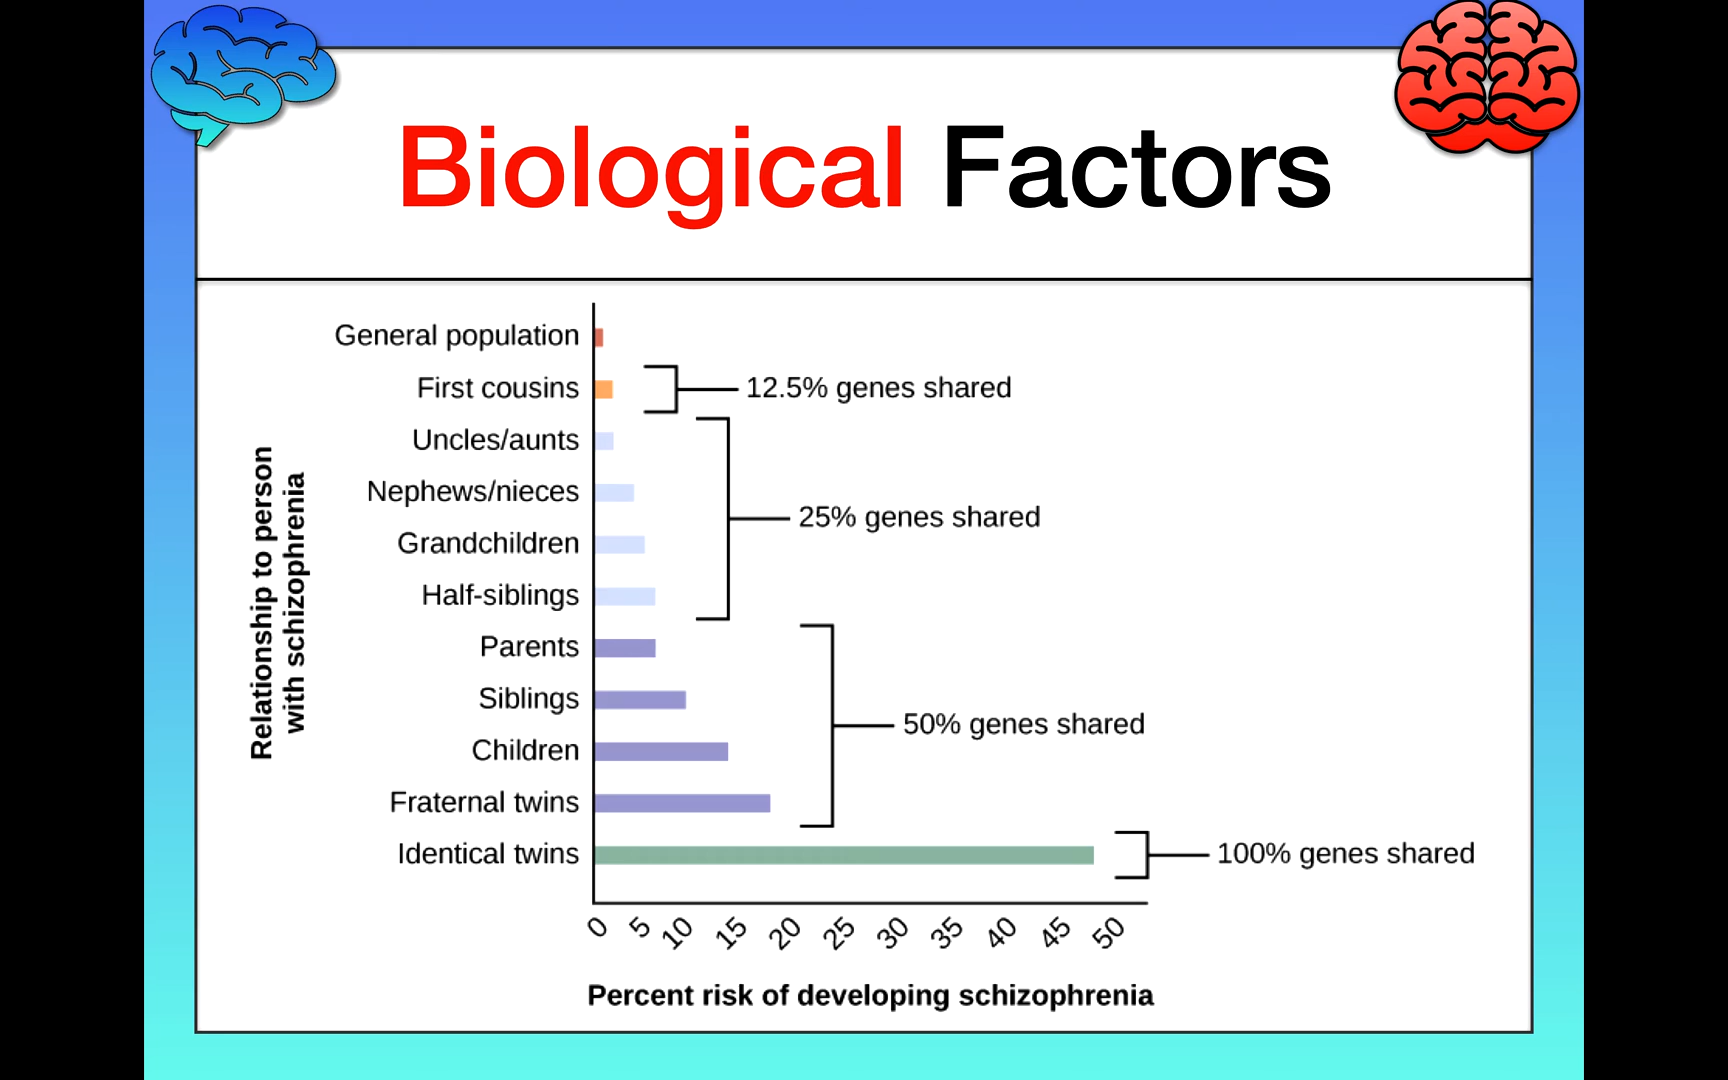 Biological Factors
General population
First cousins
12.5% genes shared
Uncles/aunts
Nephews/nieces
25% genes shared
Grandchildren
Half-siblings
Parents
Siblings
50% genes shared
Children
Fraternal twins
Identical twins
100% genes shared
Relationship to person
with schizophrenia
0 5 10 15 20 25 30 35 40 45 50
Percent risk of developing schizophrenia